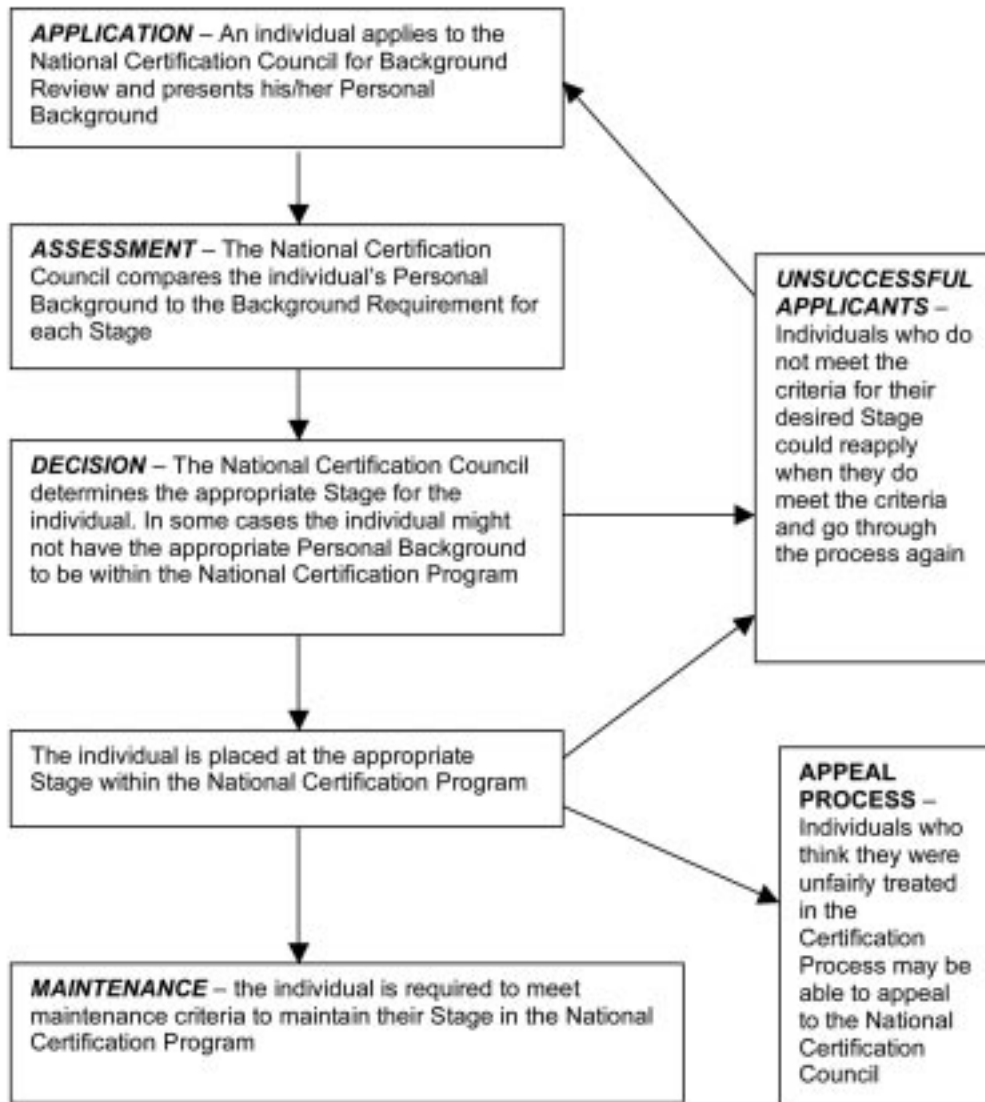 APPLICATION – An individual applies to the
National Certification Council for Background
Review and presents his/her Personal
Background
ASSESSMENT – The National Certification
Council compares the individual's Personal
Background to the Background Requirement for
each Stage
DECISION – The National Certification Council
determines the appropriate Stage for the
individual. In some cases the individual might
not have the appropriate Personal Background
to be within the National Certification Program
UNSUCCESSFUL
APPLICANTS –
Individuals who do
not meet the
criteria for their
desired Stage
could reapply
when they do
meet the criteria
and go through
the process again
The individual is placed at the appropriate
Stage within the National Certification Program
APPEAL
PROCESS –
Individuals who
think they were
unfairly treated
in the
Certification
Process may be
able to appeal
to the National
Certification
Council
MAINTENANCE – the individual is required to meet
maintenance criteria to maintain their Stage in the National
Certification Program